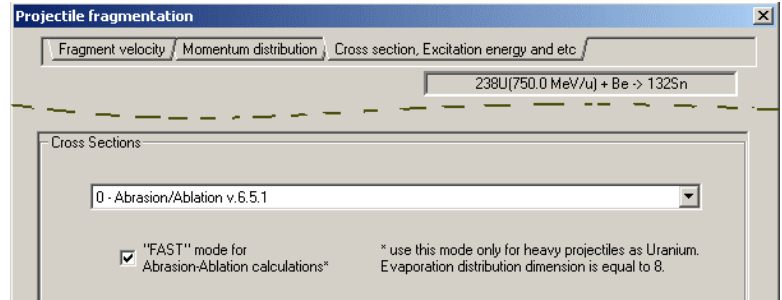 Projectile fragmentation
Fragment velocity / Momentum distribution Cross section, Excitation energy and etc
238U(750.0 MeV/u) + Be -> 132Sn
Cross Sections
0 - Abrasion/Ablation v.6.5.1
"FAST" mode for
Abrasion-Ablation calculations*
* use this mode only for heavy projectiles as Uranium.
Evaporation distribution dimension is equal to 8.